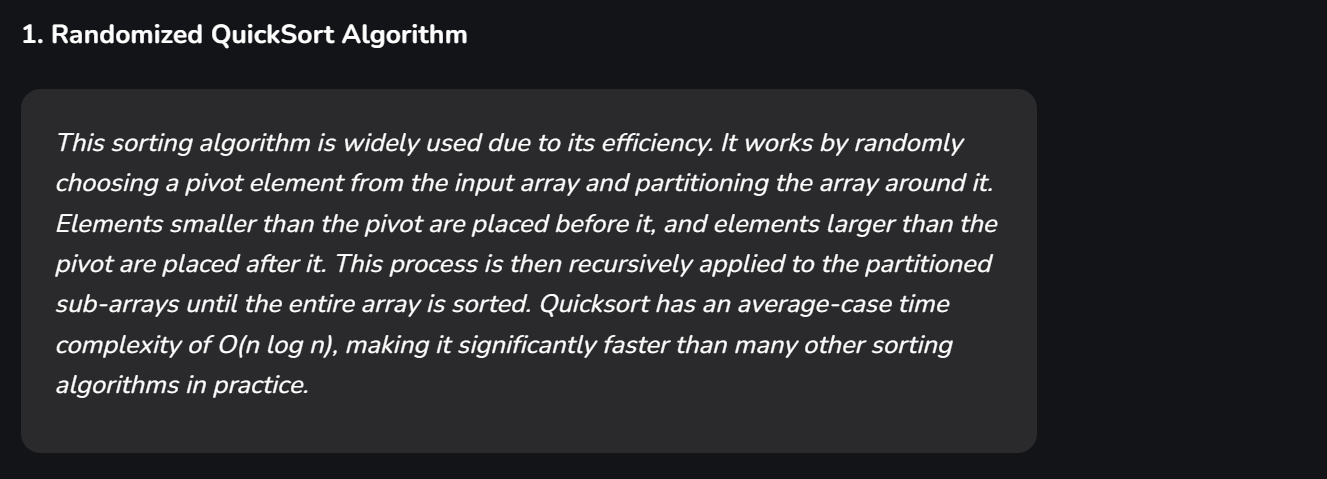 1. Randomized QuickSort Algorithm
This sorting algorithm is widely used due to its efficiency. It works by randomly
choosing a pivot element from the input array and partitioning the array around it.
Elements smaller than the pivot are placed before it, and elements larger than the
pivot are placed after it. This process is then recursively applied to the partitioned
sub-arrays until the entire array is sorted. Quicksort has an average-case time
complexity of O(n log n), making it significantly faster than many other sorting
algorithms in practice.